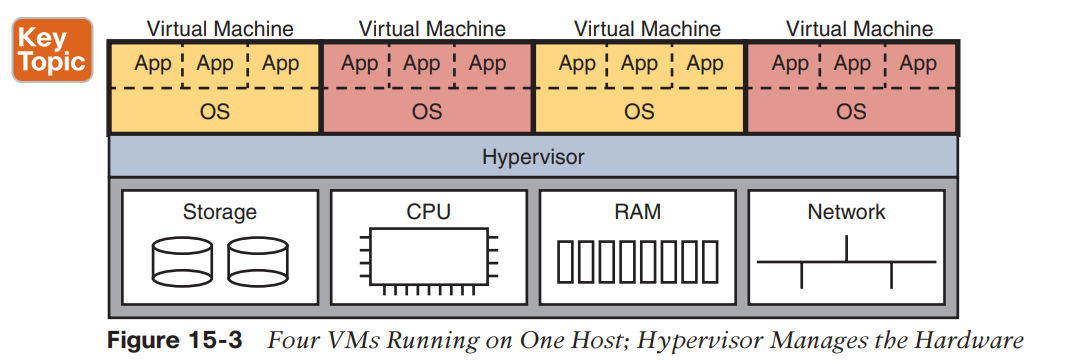 Key
Topic
Virtual Machine Virtual Machine Virtual Machine Virtual Machine
App App App App App App App App App App App App
OS OS OS OS
Hypervisor
Storage CPU RAM Network
Figure 15-3 Four VMs Running on One Host; Hypervisor Manages the Hardware